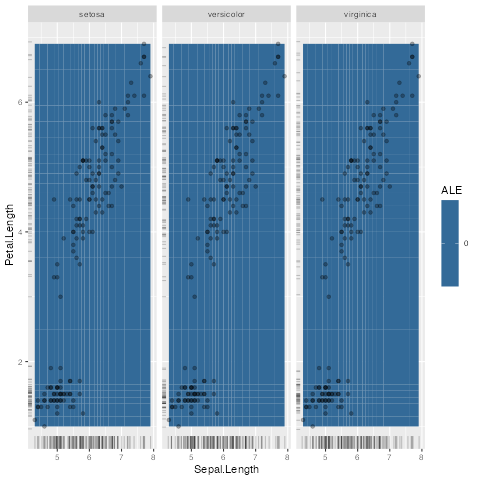 setosa versicolor virginica
6
4
2
Petal.Length
5 6 7 8 5 6 7 8 5 6 7 8
Sepal.Length
ALE
0